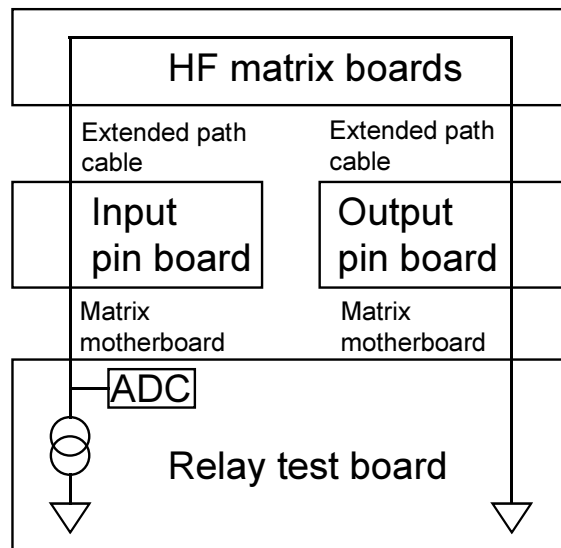 HF matrix boards
Extended path
cable
Extended path
cable
Input
pin board
Output
pin board
Matrix
motherboard
Matrix
motherboard
ADC
Relay test board